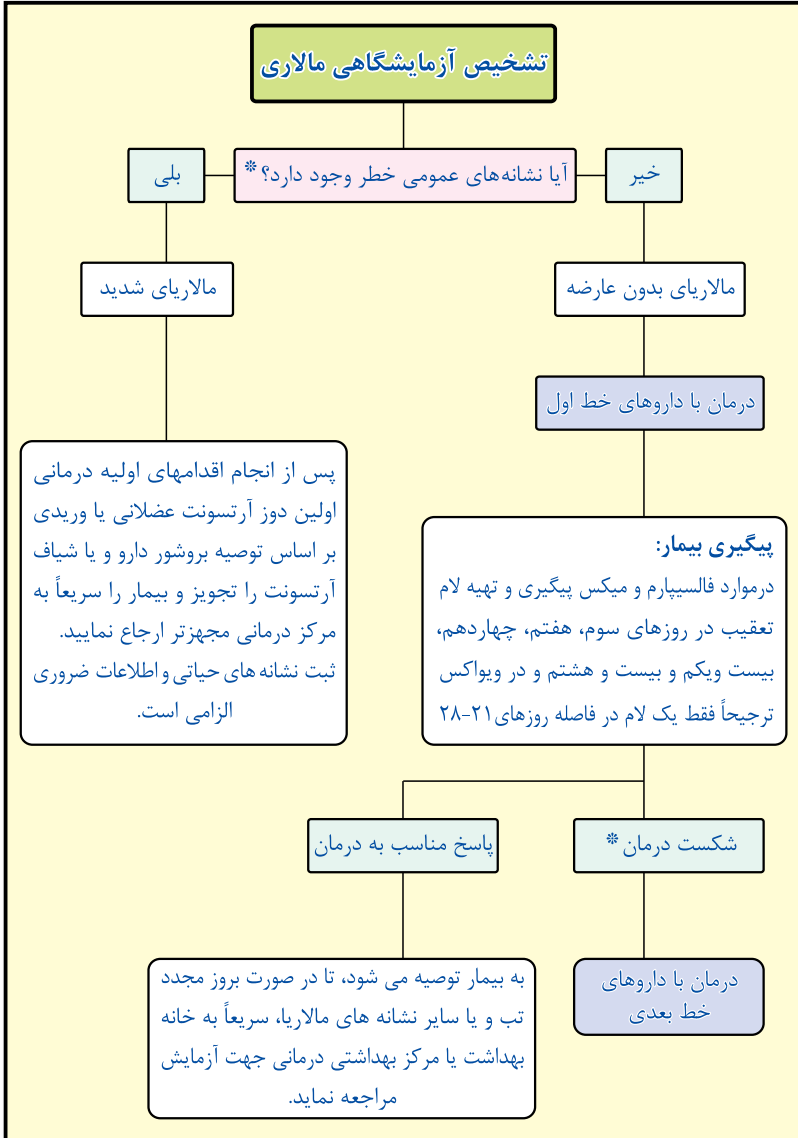 تشخیص آزمایشگاهی مالاری
آیا نشانه‌های عمومی خطر وجود دارد؟ *
خیر
بلی
مالاریای بدون عارضه
مالاریای شدید
درمان با داروهای خط اول
پس از انجام اقدامهای اولیه درمانی
اولین دوز آرتسونت عضلانی یا وریدی
بر اساس توصیه بروشور دارو و یا شیاف
آرتسونت را تجویز و بیمار را سریعاً به
مرکز درمانی مجهزتر ارجاع نمایید.
ثبت نشانه های حیاتی و اطلاعات ضروری
الزامی است.
پیگیری بیمار:
درموارد فالسیپارم و میکس پیگیری و تهیه لام
تعقیب در روزهای سوم، هفتم، چهاردهم،
بیست ویکم و بیست و هشتم و در ویواکس
ترجیحاً فقط یک لام در فاصله روزهای ۲۱-۲۸
شکست درمان *
پاسخ مناسب به درمان
درمان با داروهای
خط بعدی
به بیمار توصیه می شود، تا در صورت بروز مجدد
تب و یا سایر نشانه های مالاریا، سریعاً به خانه
بهداشت یا مرکز بهداشتی درمانی جهت آزمایش
مراجعه نماید.